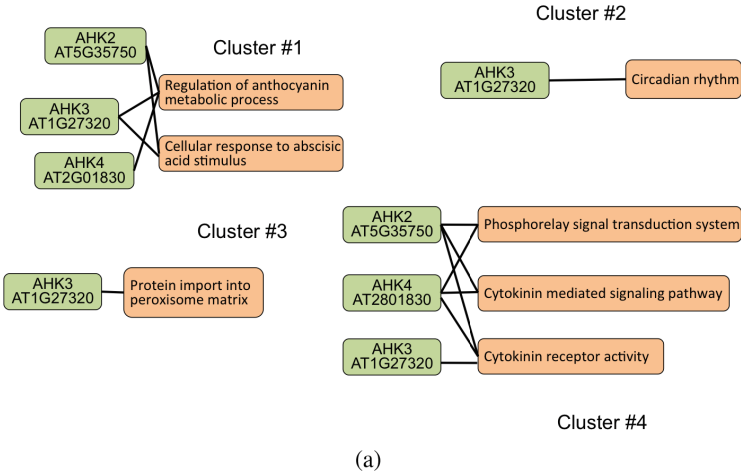 Cluster #1
AHK2
AT5G35750
AHK3
AT1G27320
AHK4
AT2G01830
Regulation of anthocyanin
metabolic process
Cellular response to abscisic
acid stimulus
Cluster #2
AHK3
AT1G27320
Circadian rhythm
Cluster #3
AHK3
AT1G27320
Protein import into
peroxisome matrix
AHK2
AT5G35750
AHK4
AT2801830
AHK3
AT1G27320
Phosphorelay signal transduction system
Cytokinin mediated signaling pathway
Cytokinin receptor activity
Cluster #4
(a)